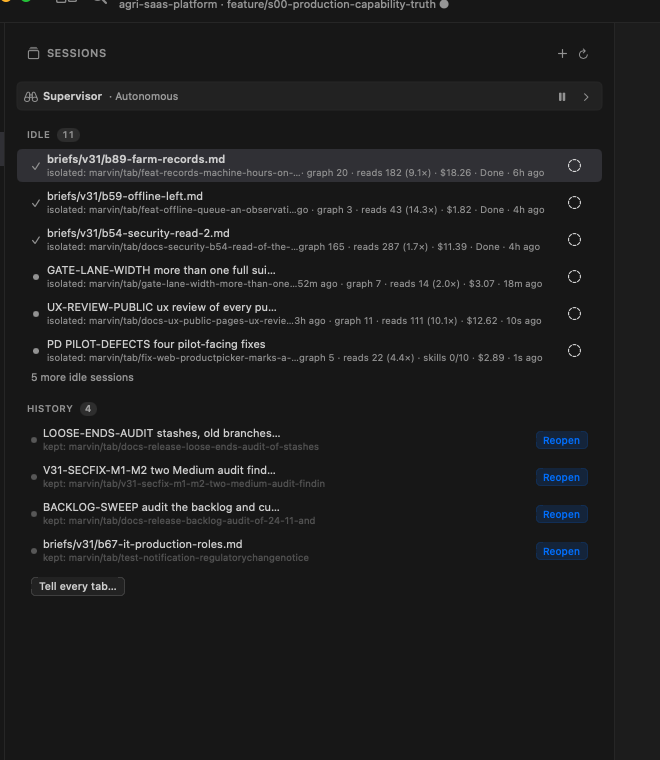 agri-saas-platform · feature/s00-production-capability-truth
SESSIONS
Supervisor · Autonomous
IDLE 11
briefs/v31/b89-farm-records.md
isolated: marvin/tab/feat-records-machine-hours-on-...· graph 20 · reads 182 (9.1×) · $18.26 · Done · 6h ago
briefs/v31/b59-offline-left.md
isolated: marvin/tab/feat-offline-queue-an-observati...go · graph 3 · reads 43 (14.3×) · $1.82 · Done · 4h ago
briefs/v31/b54-security-read-2.md
isolated: marvin/tab/docs-security-b54-read-of-the-...graph 165 · reads 287 (1.7×) · $11.39 · Done · 4h ago
GATE-LANE-WIDTH more than one full sui...
isolated: marvin/tab/gate-lane-width-more-than-one...52m ago · graph 7 · reads 14 (2.0×) · $3.07 · 18m ago
UX-REVIEW-PUBLIC ux review of every pu...
isolated: marvin/tab/docs-ux-public-pages-ux-revie...3h ago · graph 11 · reads 111 (10.1×) · $12.62 · 10s ago
PD PILOT-DEFECTS four pilot-facing fixes
isolated: marvin/tab/fix-web-productpicker-marks-a-...graph 5 · reads 22 (4.4×) · skills 0/10 · $2.89 · 1s ago
5 more idle sessions
HISTORY 4
LOOSE-ENDS-AUDIT stashes, old branches...
kept: marvin/tab/docs-release-loose-ends-audit-of-stashes
Reopen
V31-SECFIX-M1-M2 two Medium audit find...
kept: marvin/tab/v31-secfix-m1-m2-two-medium-audit-findin
Reopen
BACKLOG-SWEEP audit the backlog and cu...
kept: marvin/tab/docs-release-backlog-audit-of-24-11-and
Reopen
briefs/v31/b67-it-production-roles.md
kept: marvin/tab/test-notification-regulatorychangenotice
Reopen
Tell every tab...